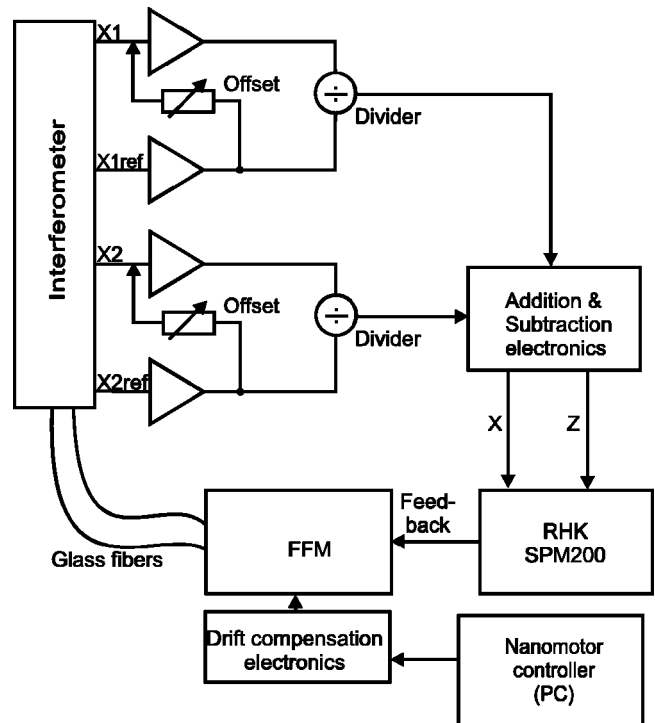 X1
Offset
÷
Divider
X1ref
Interferometer
X2
Offset
÷
Divider
X2ref
Addition &
Subtraction
electronics
X
Z
Glass fibers
FFM
Feed-
back
RHK
SPM200
Drift compensation
electronics
Nanomotor
controller
(PC)